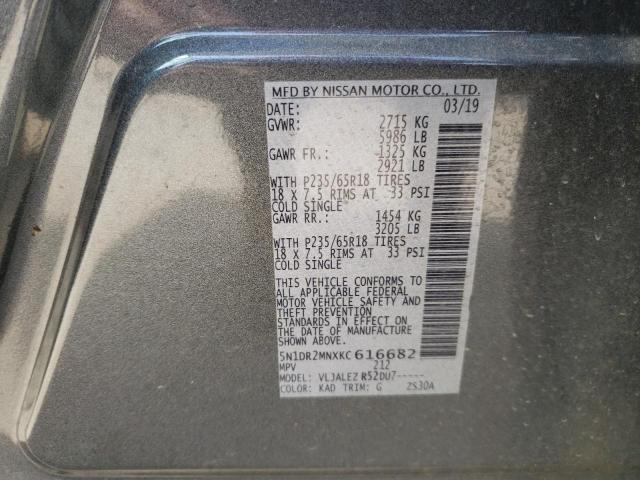 MFD BY NISSAN MOTOR CO., LTD.
DATE: 03/19
GVWR: 2715 KG
5986 LB
GAWR FR.: 1325 KG
2921 LB
WITH P235/65R18 TIRES
18 X 7.5 RIMS AT 33 PSI
COLD SINGLE
GAWR RR.: 1454 KG
3205 LB
WITH P235/65R18 TIRES
18 X 7.5 RIMS AT 33 PSI
COLD SINGLE
THIS VEHICLE CONFORMS TO
ALL APPLICABLE FEDERAL
MOTOR VEHICLE SAFETY AND
THEFT PREVENTION
STANDARDS IN EFFECT ON
THE DATE OF MANUFACTURE
SHOWN ABOVE.
5N1DR2MNXKC616682
MPV 212
MODEL: VLJALEZ R52DU7-----
COLOR: KAD TRIM: G ZS30A